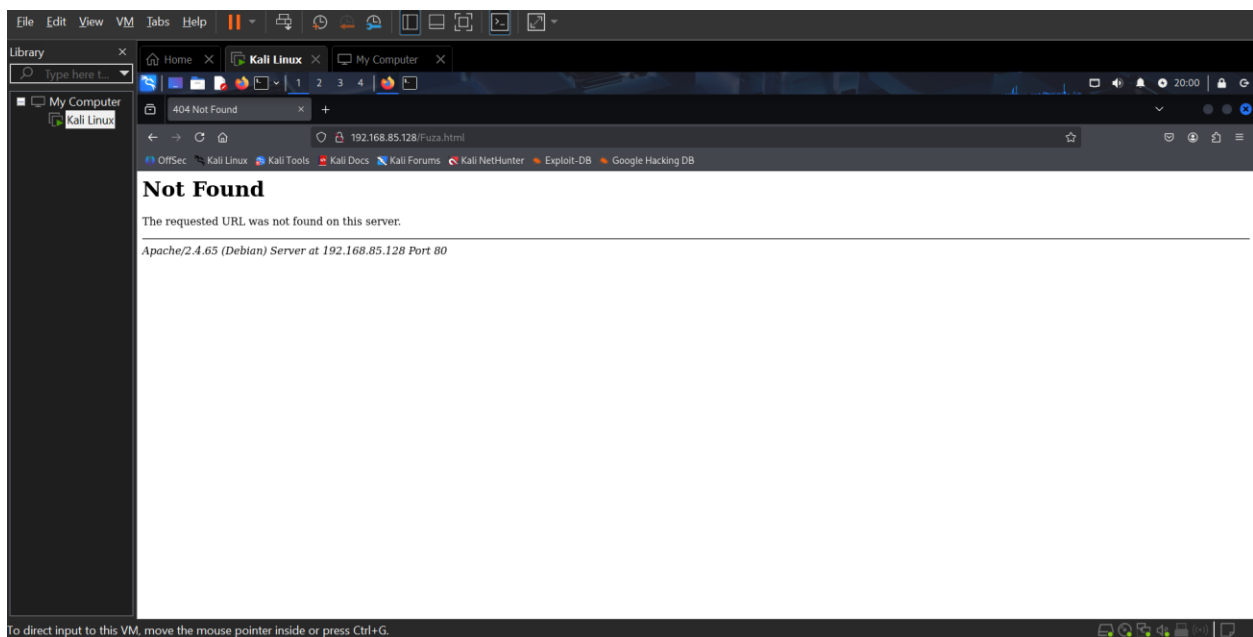 File Edit View VM Tabs Help
Library
Type here t...
My Computer
Kali Linux
Home
Kali Linux
My Computer
1 2 3 4
20:00
404 Not Found
192.168.85.128/Fuza.html
OffSec Kali Linux Kali Tools Kali Docs Kali Forums Kali NetHunter Exploit-DB Google Hacking DB
Not Found
The requested URL was not found on this server.
Apache/2.4.65 (Debian) Server at 192.168.85.128 Port 80
To direct input to this VM, move the mouse pointer inside or press Ctrl+G.